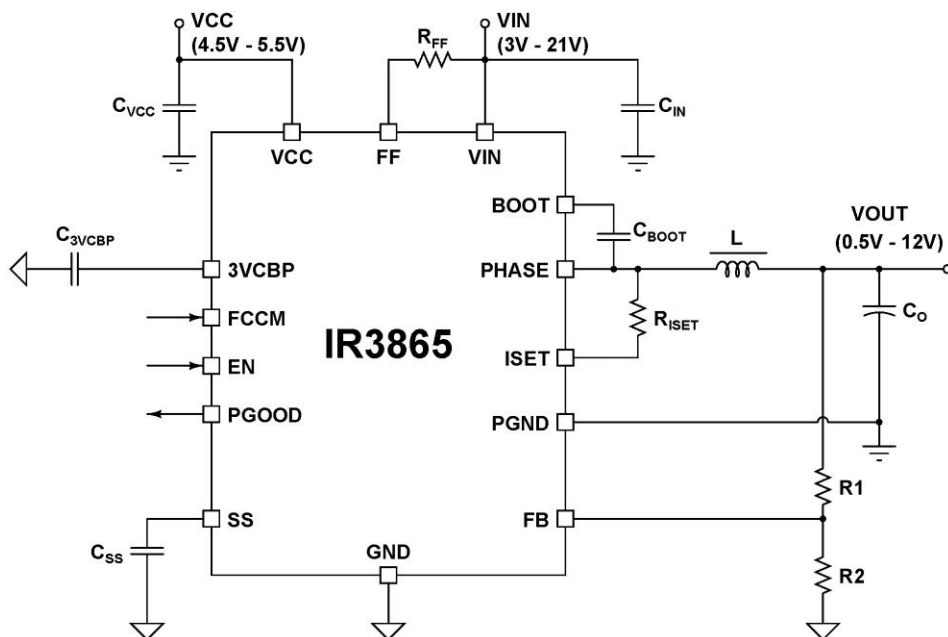 VCC
(4.5V - 5.5V)
VIN
(3V - 21V)
RFF
CVCC
CIN
VCC
FF
VIN
BOOT
CBOOT
VOUT
(0.5V - 12V)
C3VCBP
3VCBP
PHASE
L
FCCM
RISET
CO
IR3865
EN
ISET
PGOOD
PGND
R1
SS
FB
CSS
GND
R2